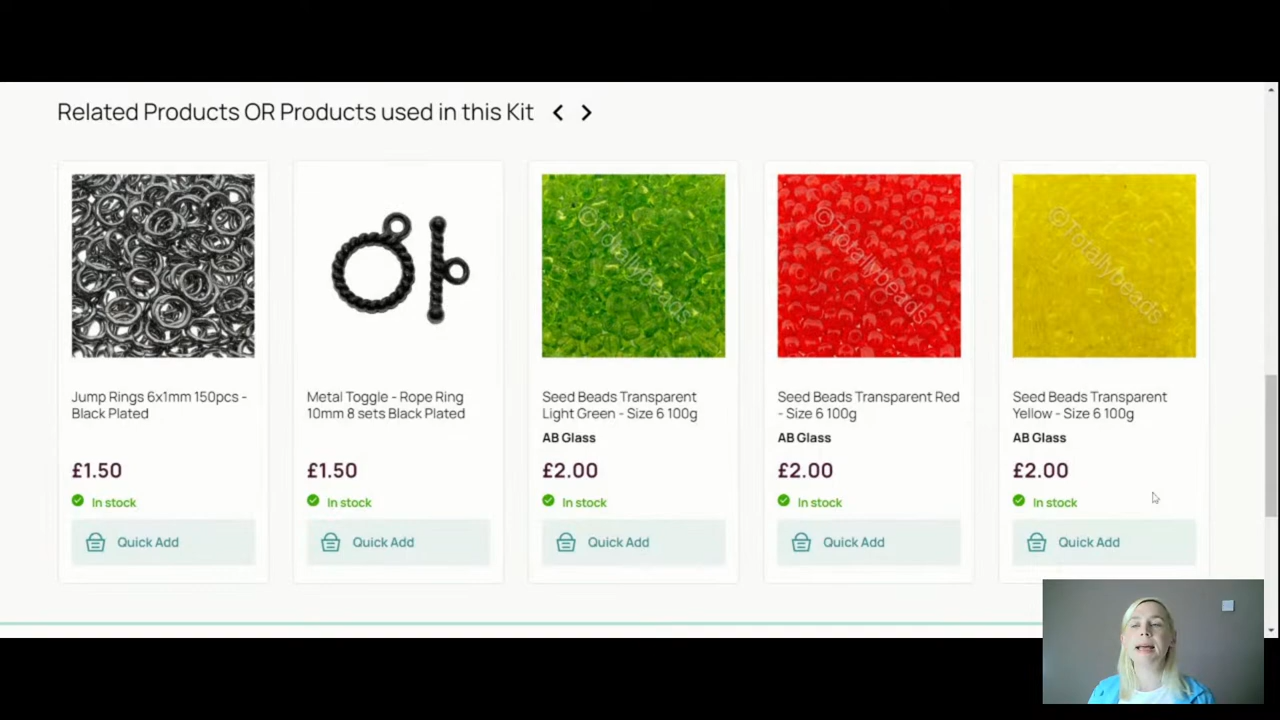 Related Products OR Products used in this Kit
©Totallybeads
©Totallybeads
©Totallybeads
Jump Rings 6x1mm 150pcs -
Black Plated
£1.50
In stock
Quick Add
Metal Toggle - Rope Ring
10mm 8 sets Black Plated
£1.50
In stock
Quick Add
Seed Beads Transparent
Light Green - Size 6 100g
AB Glass
£2.00
In stock
Quick Add
Seed Beads Transparent Red
- Size 6 100g
AB Glass
£2.00
In stock
Quick Add
Seed Beads Transparent
Yellow - Size 6 100g
AB Glass
£2.00
In stock
Quick Add